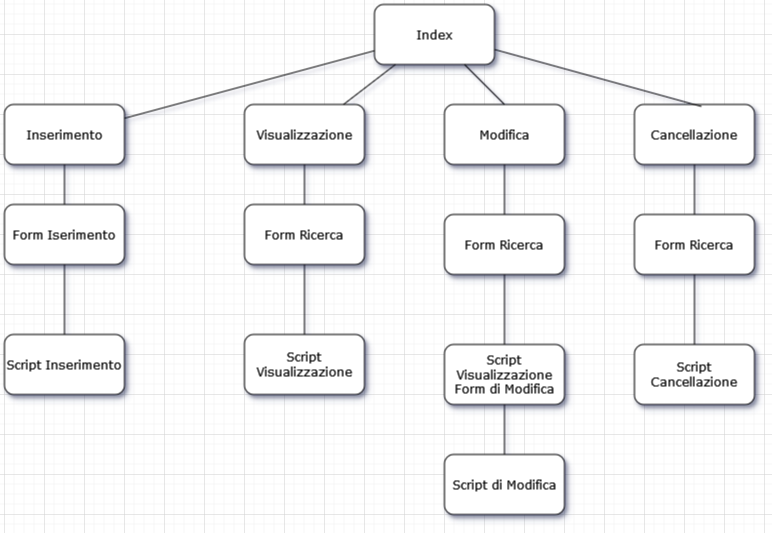 Index
Inserimento
Visualizzazione
Modifica
Cancellazione
Form Iserimento
Form Ricerca
Form Ricerca
Form Ricerca
Script Inserimento
Script
Visualizzazione
Script
Visualizzazione
Form di Modifica
Script
Cancellazione
Script di Modifica